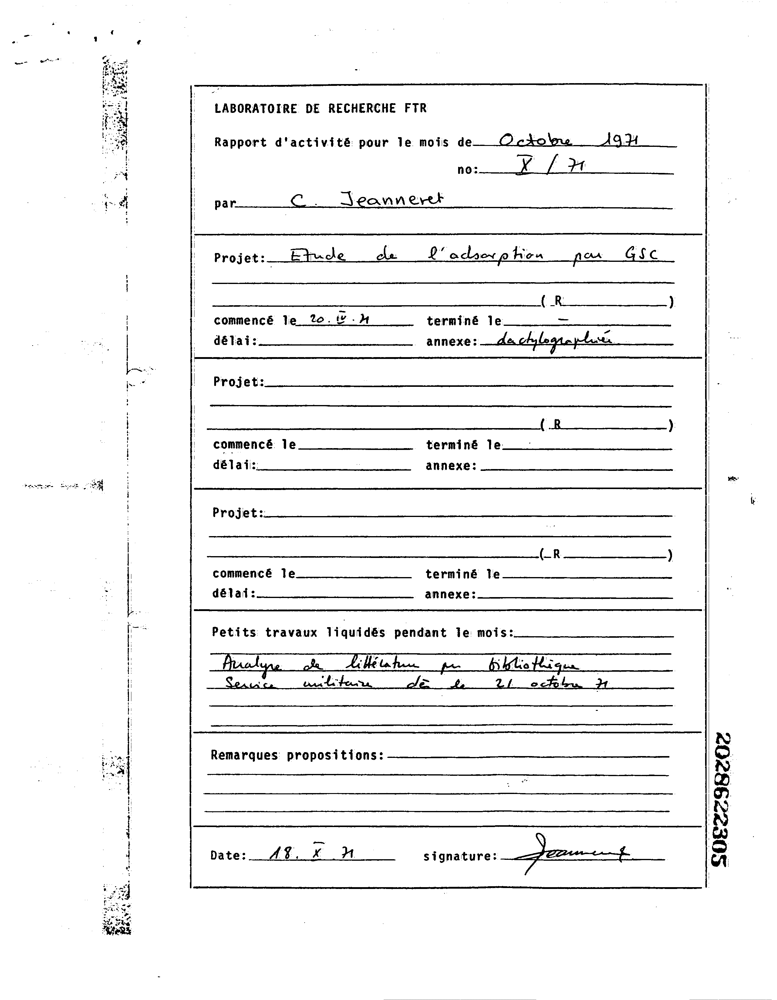 LABORATOIRE DE RECHERCHE FTR
Rapport d'activité pour le mois de Octobre 1971
no: X / 71
par C. Jeanneret
Projet: Etude de l'adsorption par GSC
( R )
commencé le 20. IV. 71 terminé le –
délai: annexe: dactylographiée
Projet:
( R )
commencé le terminé le
délai: annexe:
Projet:
( R )
commencé le terminé le
délai: annexe:
Petits travaux liquidés pendant le mois:
Analyse de littérature pr bibliothèque
Service militaire dès le 21 octobre 71
Remarques propositions:
Date: 18. X 71 signature: Jeanneret
2028622305